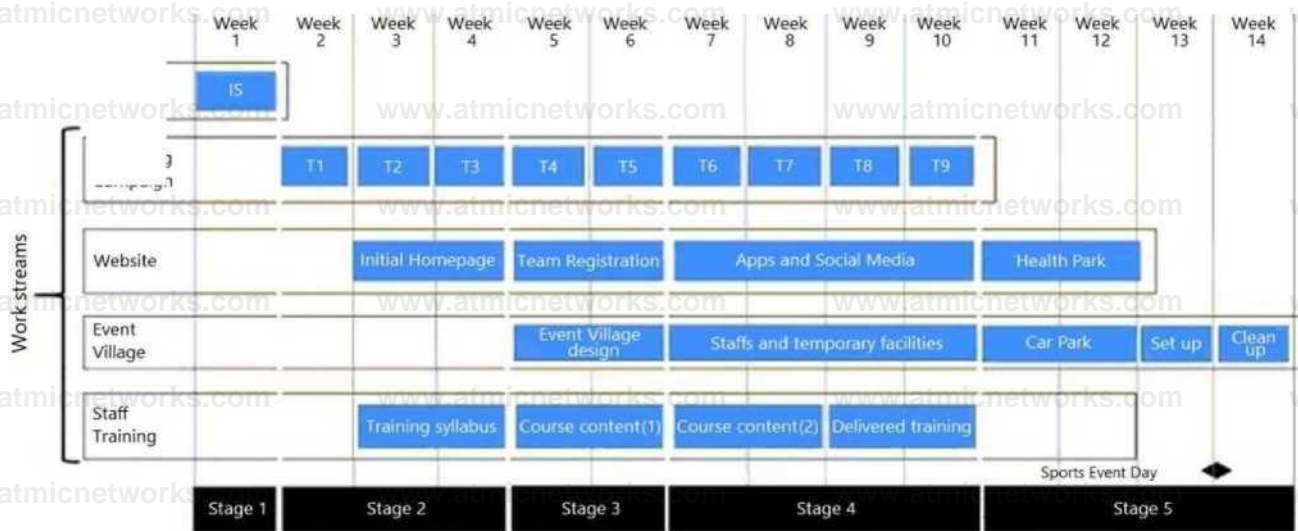 Week 1 Week 2 Week 3 Week 4 Week 5 Week 6 Week 7 Week 8 Week 9 Week 10 Week 11 Week 12 Week 13 Week 14
IS
T1 T2 T3 T4 T5 T6 T7 T8 T9
Work streams
Website
Initial Homepage Team Registration Apps and Social Media Health Park
Event Village
Event Village design
Staffs and temporary facilities Car Park Set up Clean up
Staff Training
Training syllabus Course content(1) Course content(2) Delivered training
Sports Event Day
Stage 1 Stage 2 Stage 3 Stage 4 Stage 5
www.atmicnetworks.com